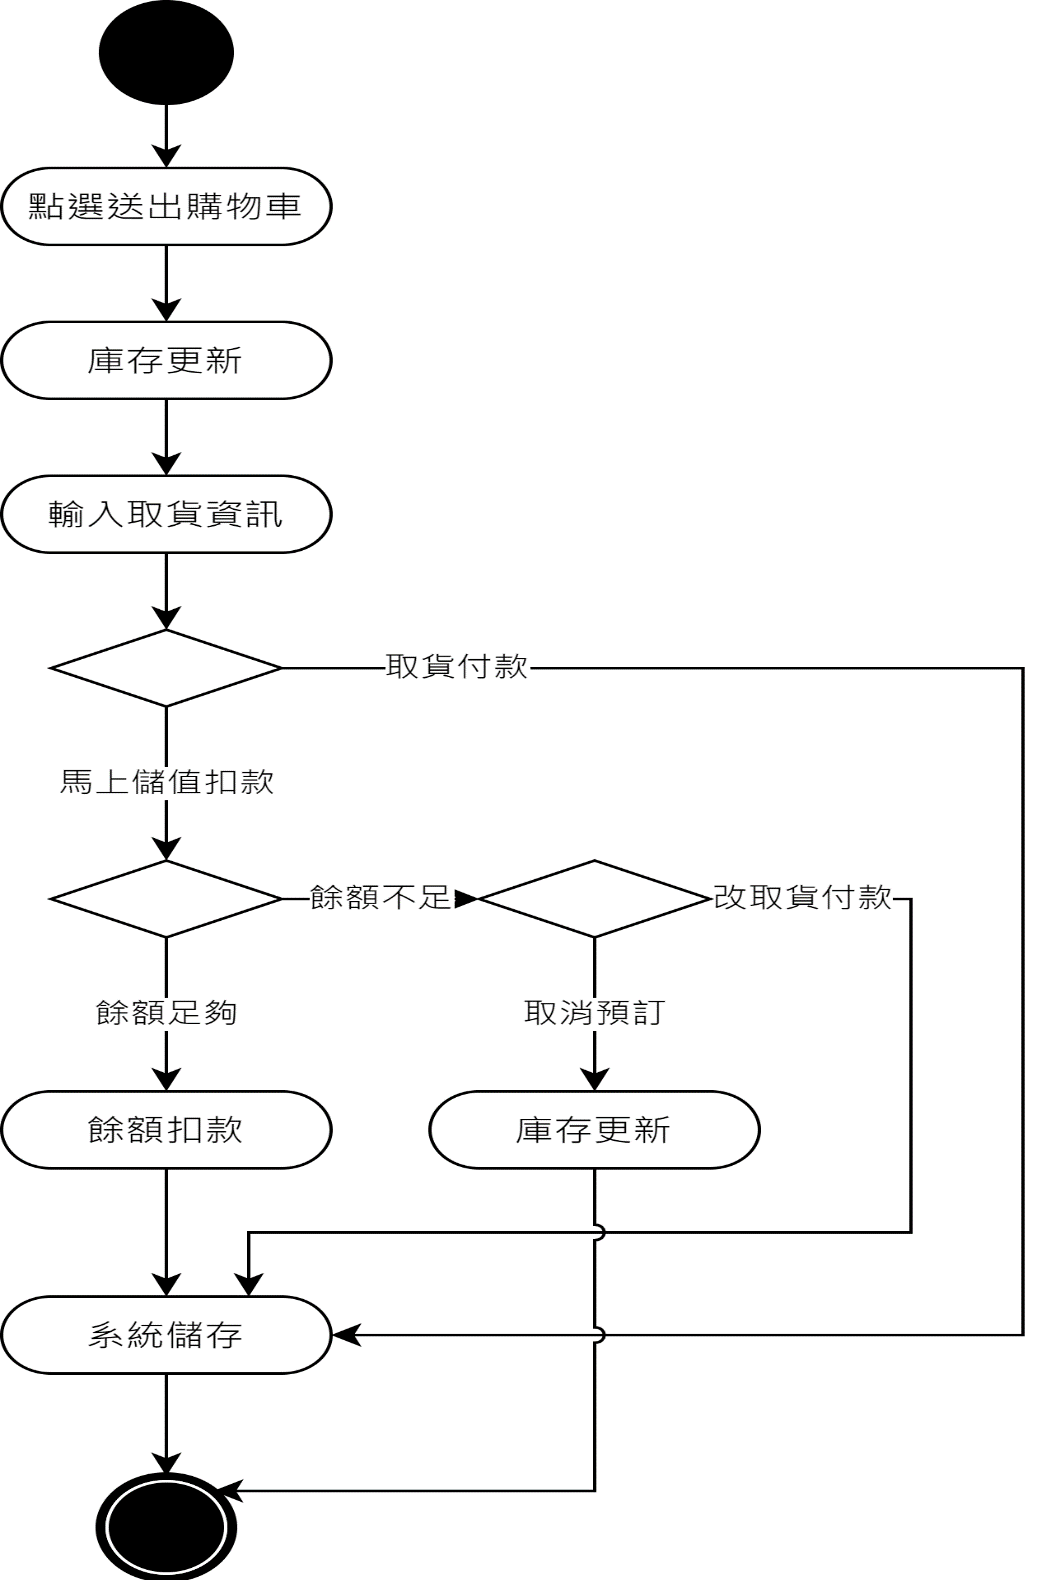 點選送出購物車
庫存更新
輸入取貨資訊
取貨付款
馬上儲值扣款
餘額不足
改取貨付款
餘額足夠
取消預訂
餘額扣款
庫存更新
系統儲存